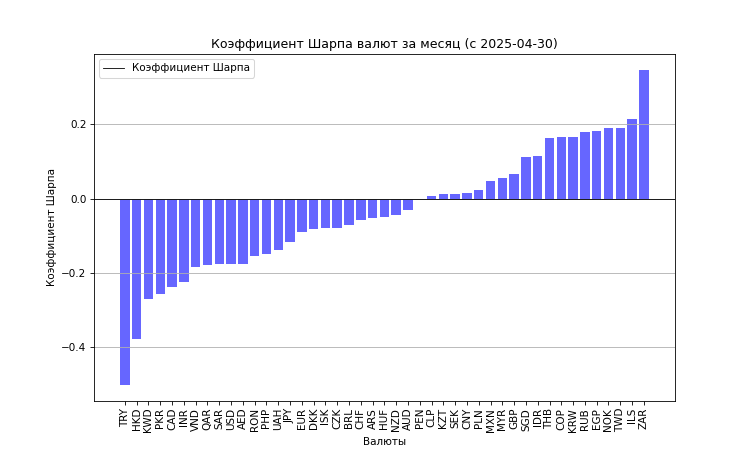 Коэффициент Шарпа валют за месяц (с 2025-04-30)
Коэффициент Шарпа
Коэффициент Шарпа
0.2
0.0
−0.2
−0.4
TRY HKD KWD PKR CAD INR VND QAR SAR USD AED RON PHP UAH JPY EUR DKK ISK CZK BRL CHF ARS HUF NZD AUD PEN CLP KZT SEK CNY PLN MXN MYR GBP SGD IDR THB COP KRW RUB EGP NOK TWD ILS ZAR
Валюты